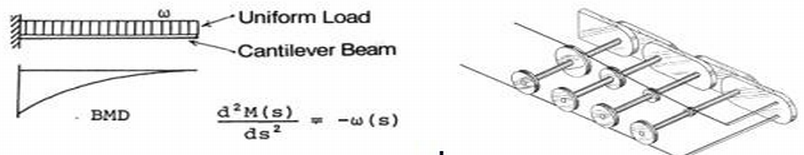 ω
Uniform Load
Cantilever Beam
BMD
d²M(s)
ds²
= -ω(s)